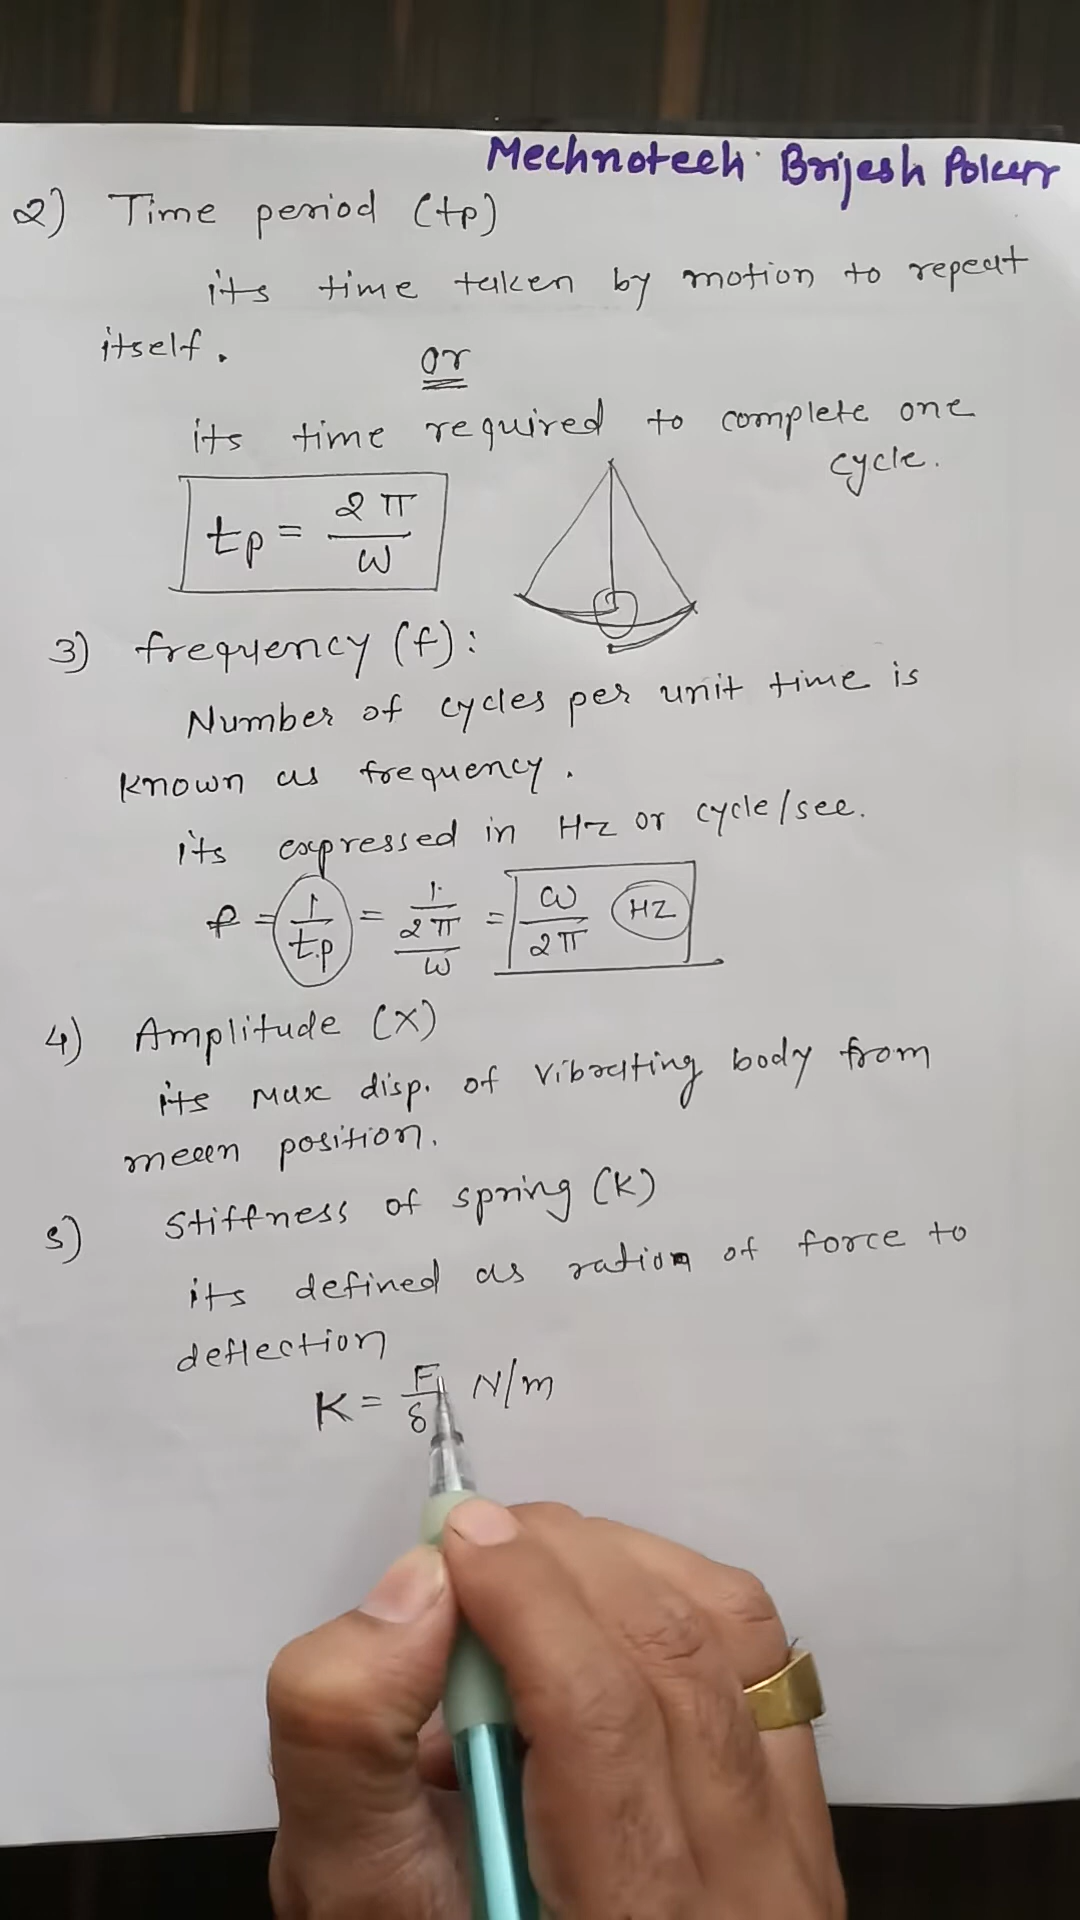 Mechnotech Brijesh
2) Time period (tp)
its time taken by motion to repeat
itself.
or
its time required to complete one
cycle.
tp = 2π/ω
3) frequency (f):
Number of cycles per unit time is
known as frequency.
its expressed in Hz or cycle/sec.
f = 1/t.p = 1/(2π/ω) = ω/2π HZ
4) Amplitude (x)
its Max disp. of vibrating body from
mean position.
5) Stiffness of spring (K)
its defined as ration of force to
deflection
K = F/δ N/m